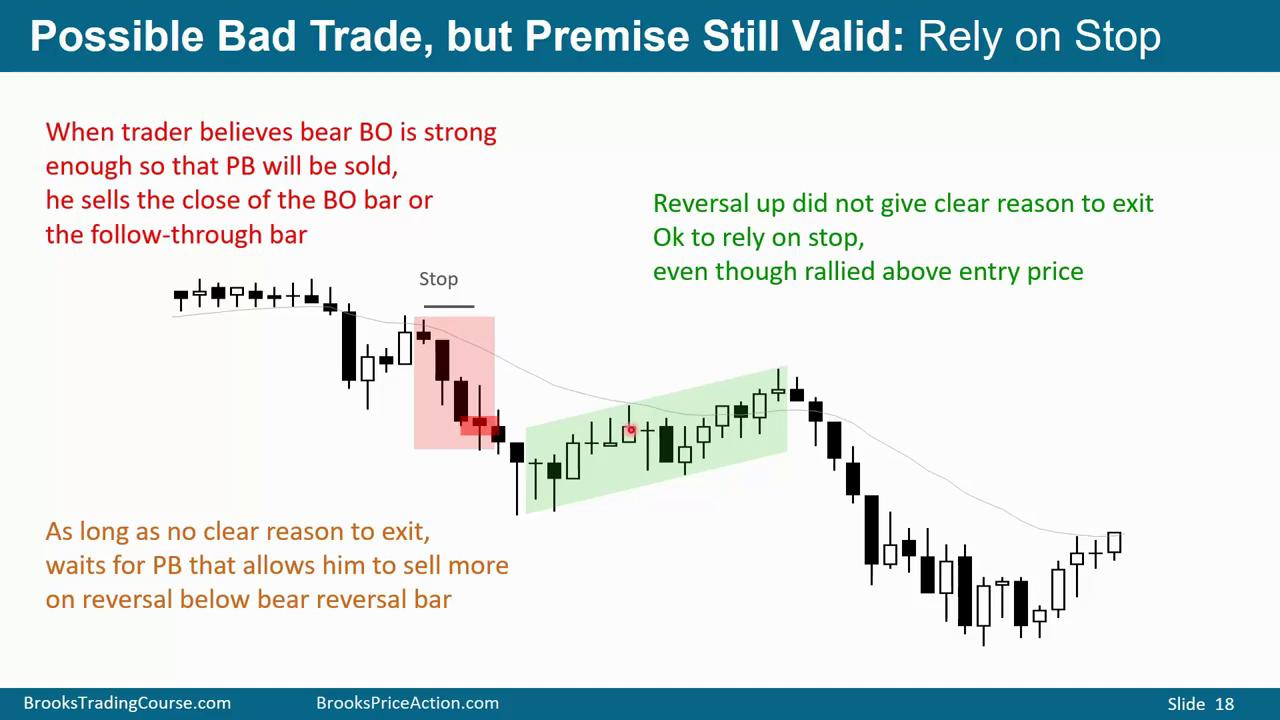 Possible Bad Trade, but Premise Still Valid: Rely on Stop
When trader believes bear BO is strong
enough so that PB will be sold,
he sells the close of the BO bar or
the follow-through bar
Reversal up did not give clear reason to exit
Ok to rely on stop,
even though rallied above entry price
Stop
As long as no clear reason to exit,
waits for PB that allows him to sell more
on reversal below bear reversal bar
BrooksTradingCourse.com
BrooksPriceAction.com
Slide 18